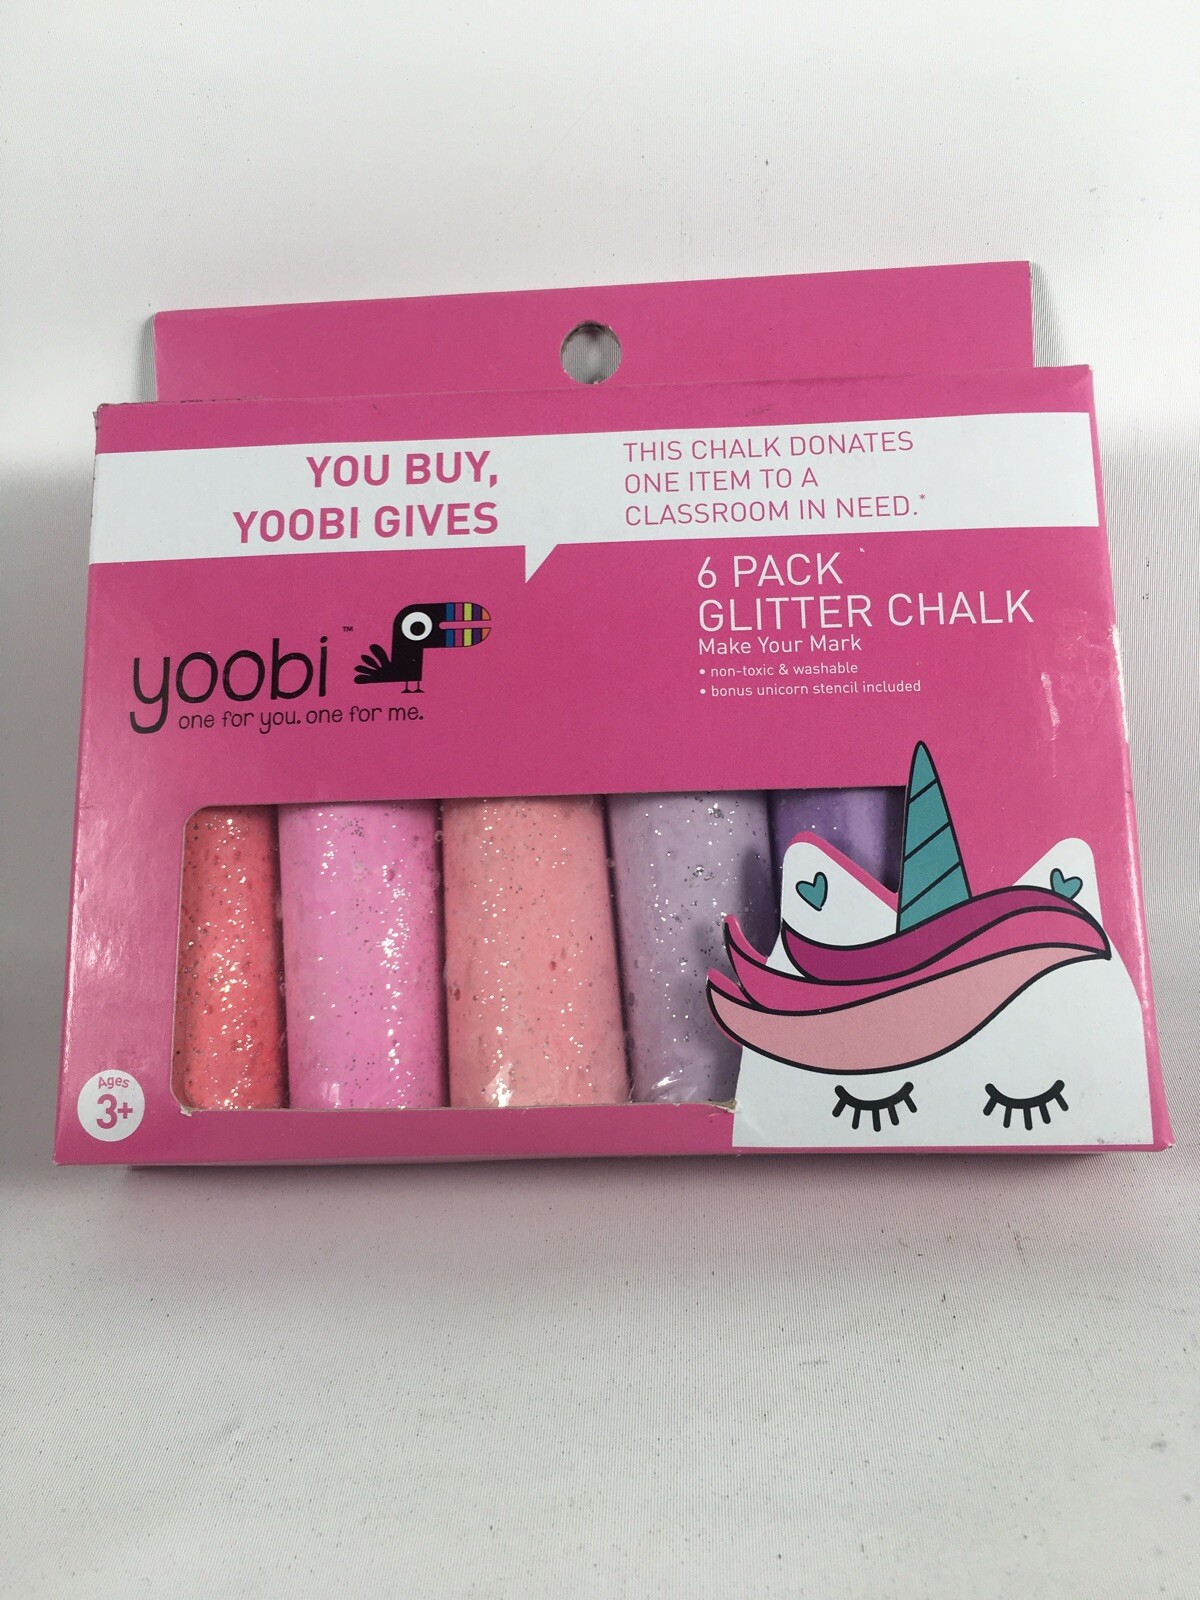 YOU BUY,
YOOBI GIVES
THIS CHALK DONATES
ONE ITEM TO A
CLASSROOM IN NEED.*
yoobi™
one for you. one for me.
6 PACK
GLITTER CHALK
Make Your Mark
• non-toxic & washable
• bonus unicorn stencil included
Ages
3+